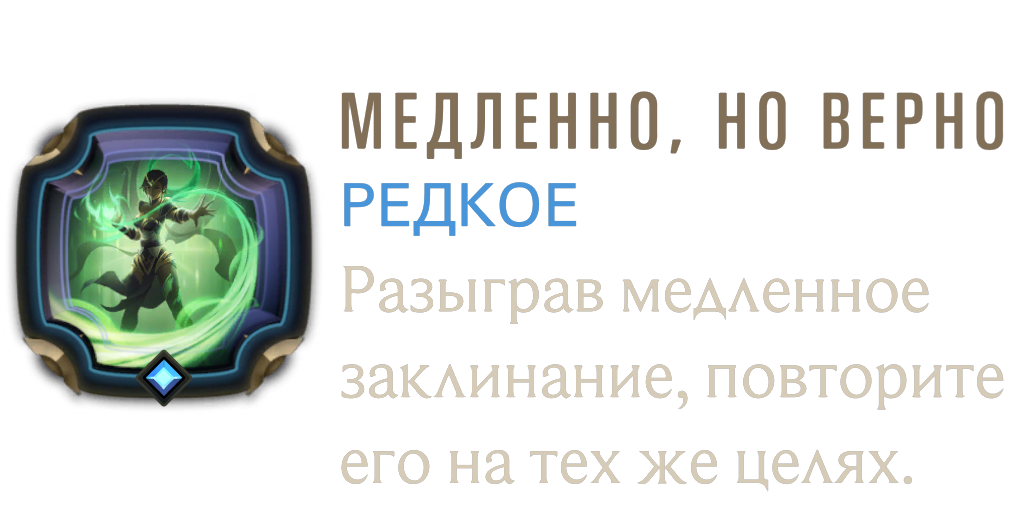 МЕДЛЕННО, НО ВЕРНО
РЕДКОЕ
Разыграв медленное
заклинание, повторите
его на тех же целях.